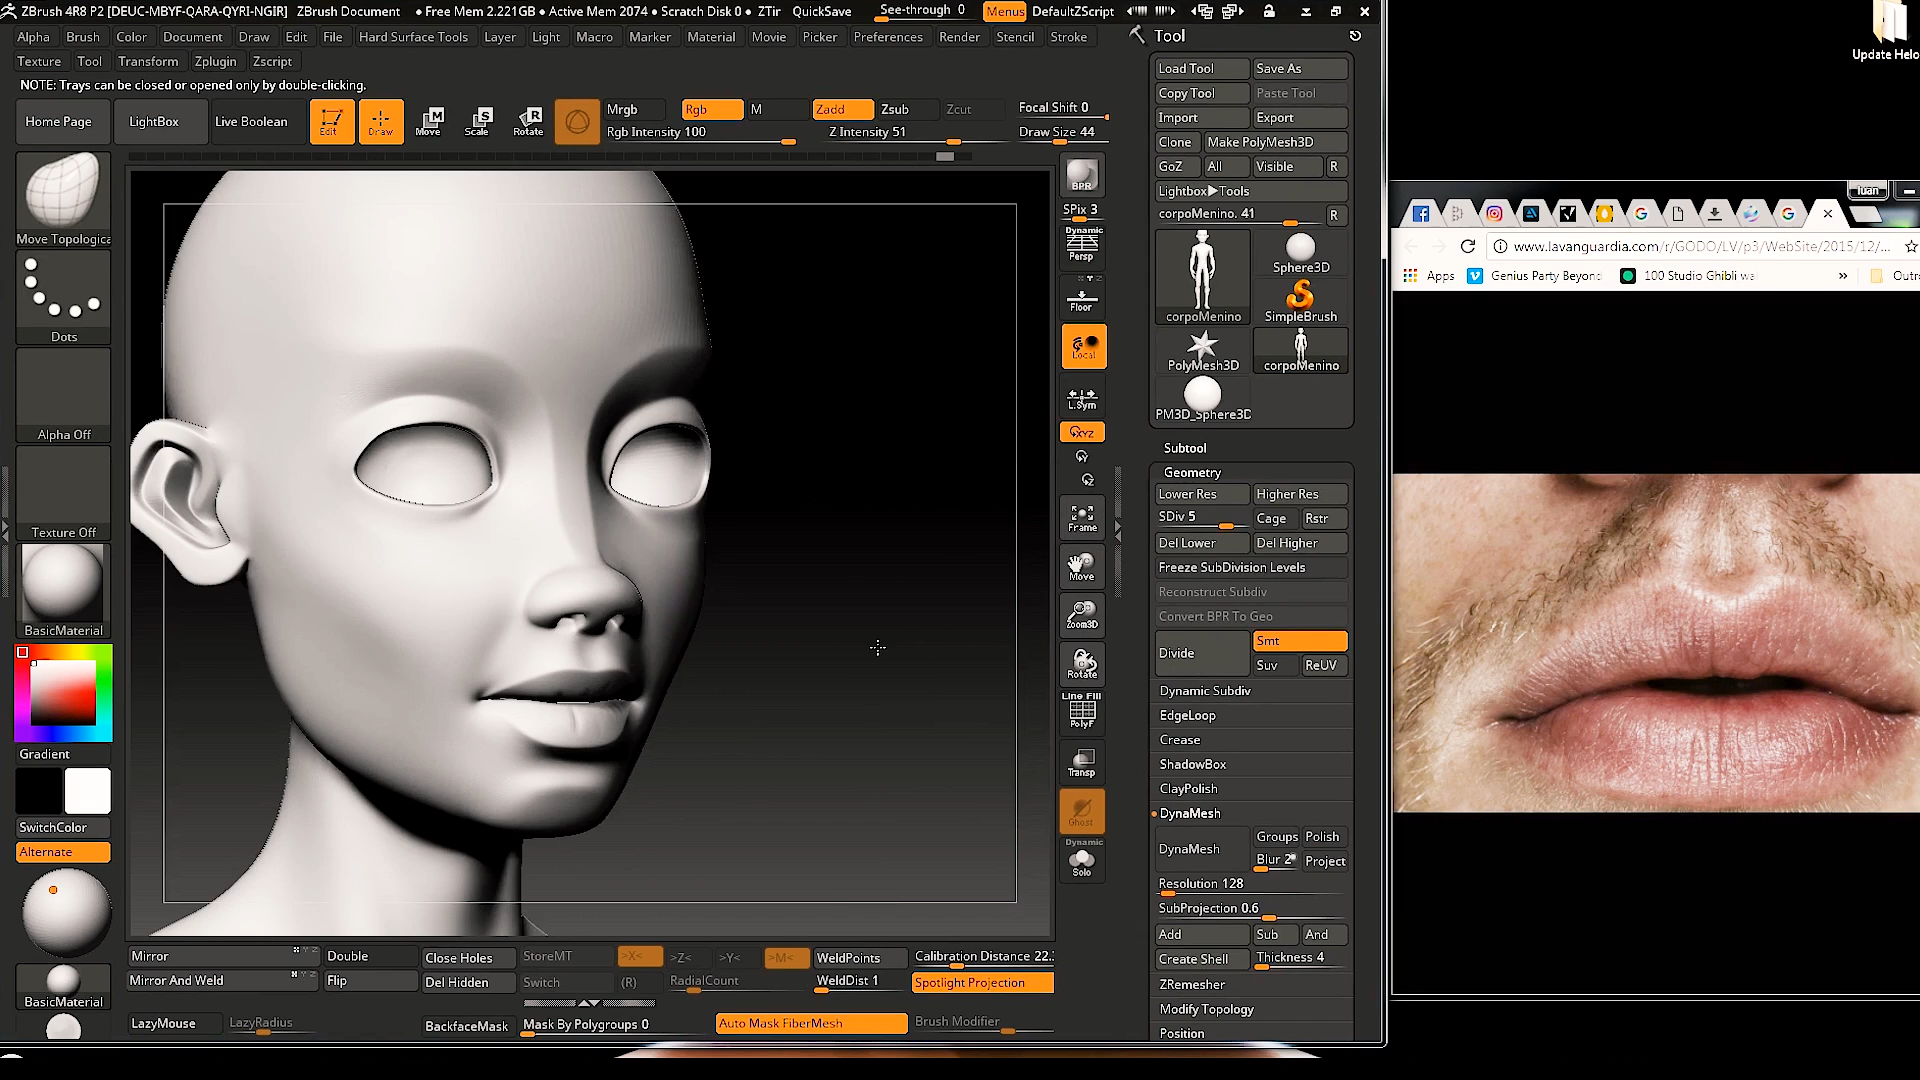 ZBrush 4R8 P2 [DEUC-MBYF-QARA-QYRI-NGIR] ZBrush Document • Free Mem 2.221GB • Active Mem 2074 • Scratch Disk 0 • ZTir QuickSave See-through 0 Menus DefaultZScript
Alpha Brush Color Document Draw Edit File Hard Surface Tools Layer Light Macro Marker Material Movie Picker Preferences Render Stencil Stroke
Texture Tool Transform Zplugin Zscript
NOTE: Trays can be closed or opened only by double-clicking.
Home Page LightBox Live Boolean Edit Draw Move Scale Rotate
Mrgb Rgb M Zadd Zsub Zcut Focal Shift 0
Rgb Intensity 100 Z Intensity 51 Draw Size 44
Move Topologica
Dots
Alpha Off
Texture Off
BasicMaterial
Gradient
SwitchColor
Alternate
BasicMaterial
BPR
SPix 3
Dynamic
Persp
Floor
Local
L.Sym
XYZ
Frame
Move
Zoom3D
Rotate
Line Fill
PolyF
Transp
Ghost
Dynamic
Solo
Mirror Double Close Holes StoreMT >X< >Z< >Y< >M< WeldPoints Calibration Distance 22.
Mirror And Weld Flip Del Hidden Switch (R) RadialCount WeldDist 1 Spotlight Projection
LazyMouse LazyRadius BackfaceMask Mask By Polygroups 0 Auto Mask FiberMesh Brush Modifier
Tool
Load Tool Save As
Copy Tool Paste Tool
Import Export
Clone Make PolyMesh3D
GoZ All Visible R
Lightbox▶Tools
corpoMenino. 41 R
corpoMenino Sphere3D
SimpleBrush
PolyMesh3D corpoMenino
PM3D_Sphere3D
Subtool
Geometry
Lower Res Higher Res
SDiv 5 Cage Rstr
Del Lower Del Higher
Freeze SubDivision Levels
Reconstruct Subdiv
Convert BPR To Geo
Divide Smt
Suv ReUV
Dynamic Subdiv
EdgeLoop
Crease
ShadowBox
ClayPolish
DynaMesh
DynaMesh Groups Polish
Blur 2 Project
Resolution 128
SubProjection 0.6
Add Sub And
Create Shell Thickness 4
ZRemesher
Modify Topology
Position
Update Helo
luan
www.lavanguardia.com/r/GODO/LV/p3/WebSite/2015/12/...
Apps Genius Party Beyond 100 Studio Ghibli wa » Outro